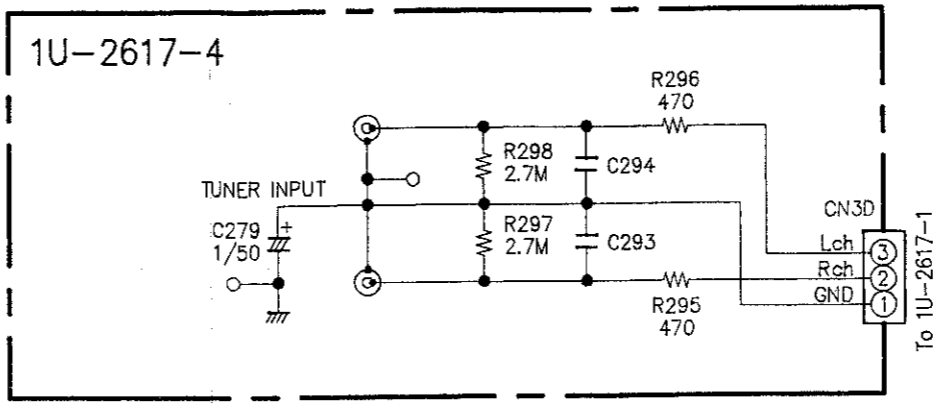 1U-2617-4
R296
470
R298
2.7M
C294
TUNER INPUT
C279
1/50
+
R297
2.7M
C293
CN3D
Lch
3
Rch
2
GND
1
R295
470
To 1U-2617-1